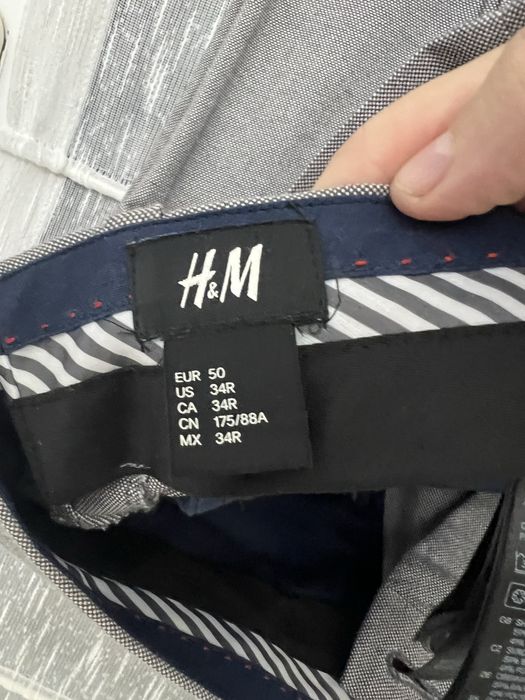 H&M
EUR 50
US 34R
CA 34R
CN 175/88A
MX 34R